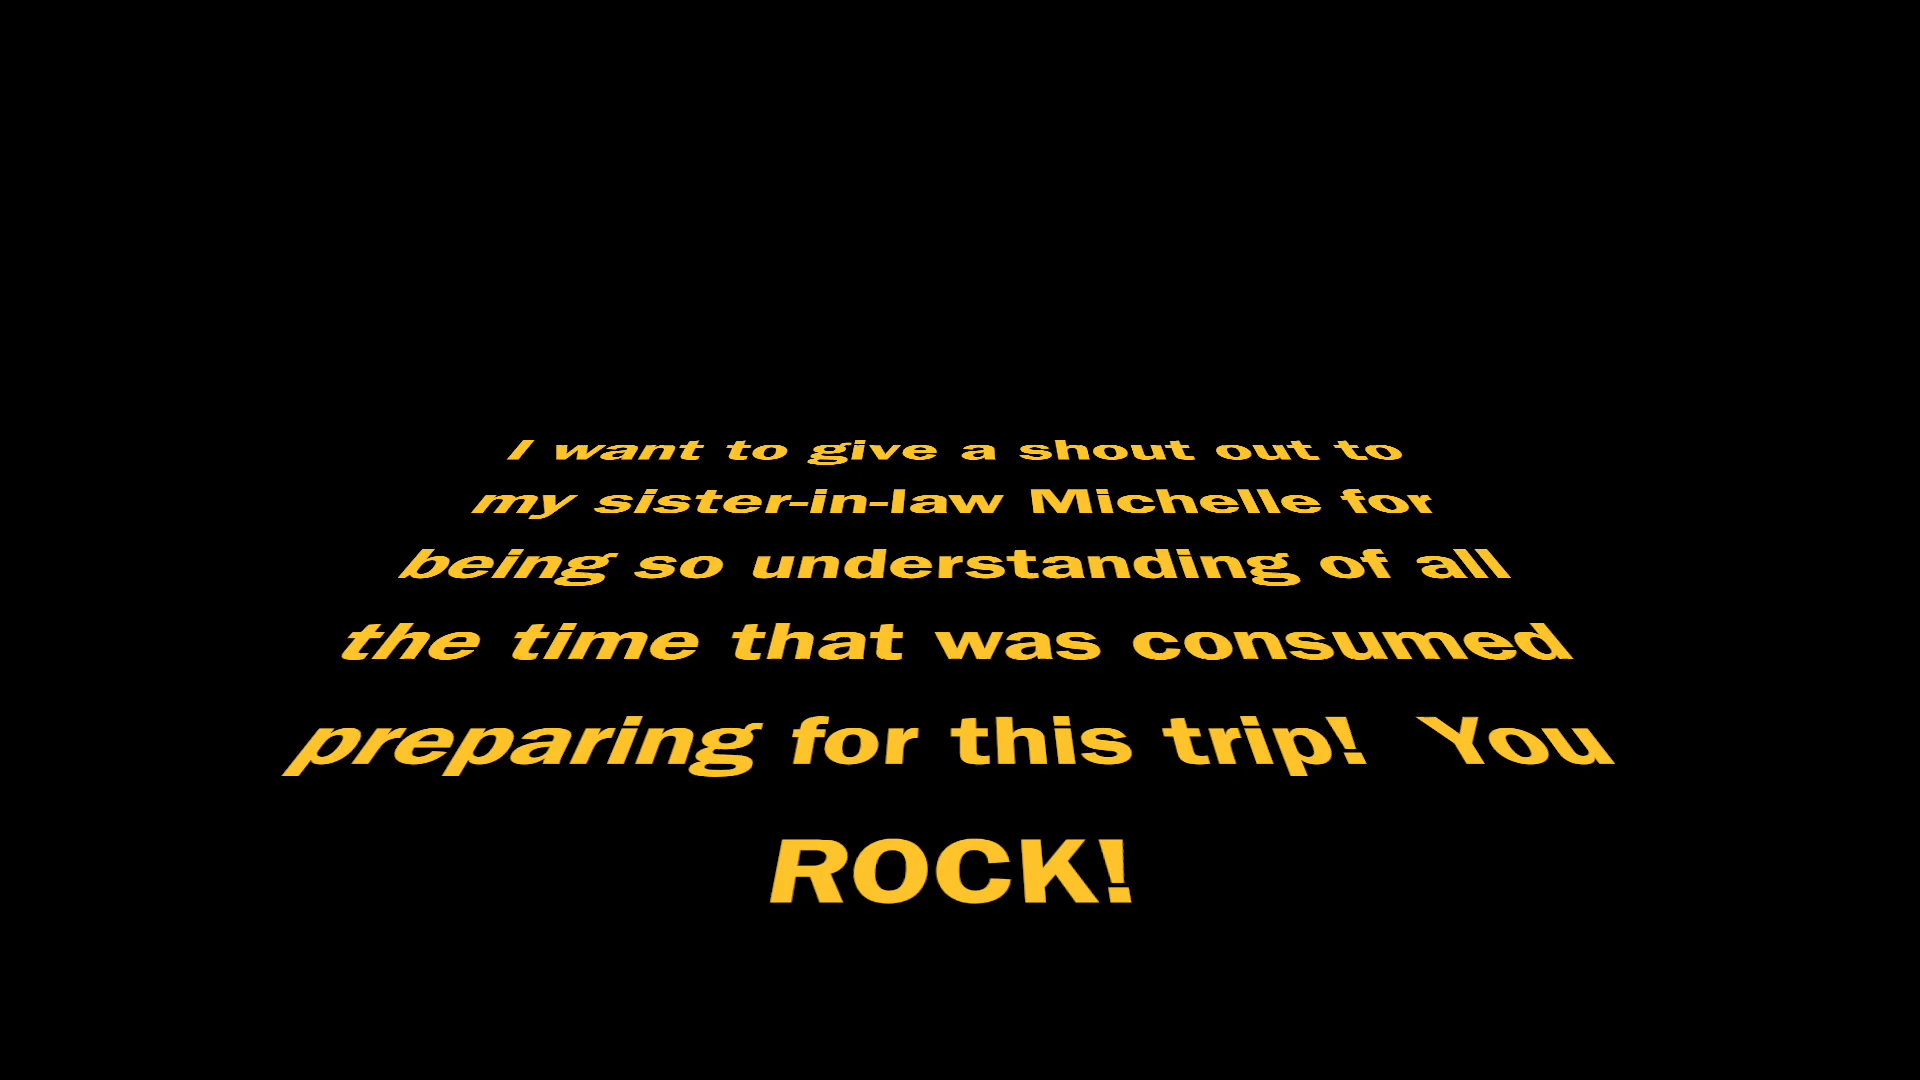 I want to give a shout out to
my sister-in-law Michelle for
being so understanding of all
the time that was consumed
preparing for this trip!  You
ROCK!